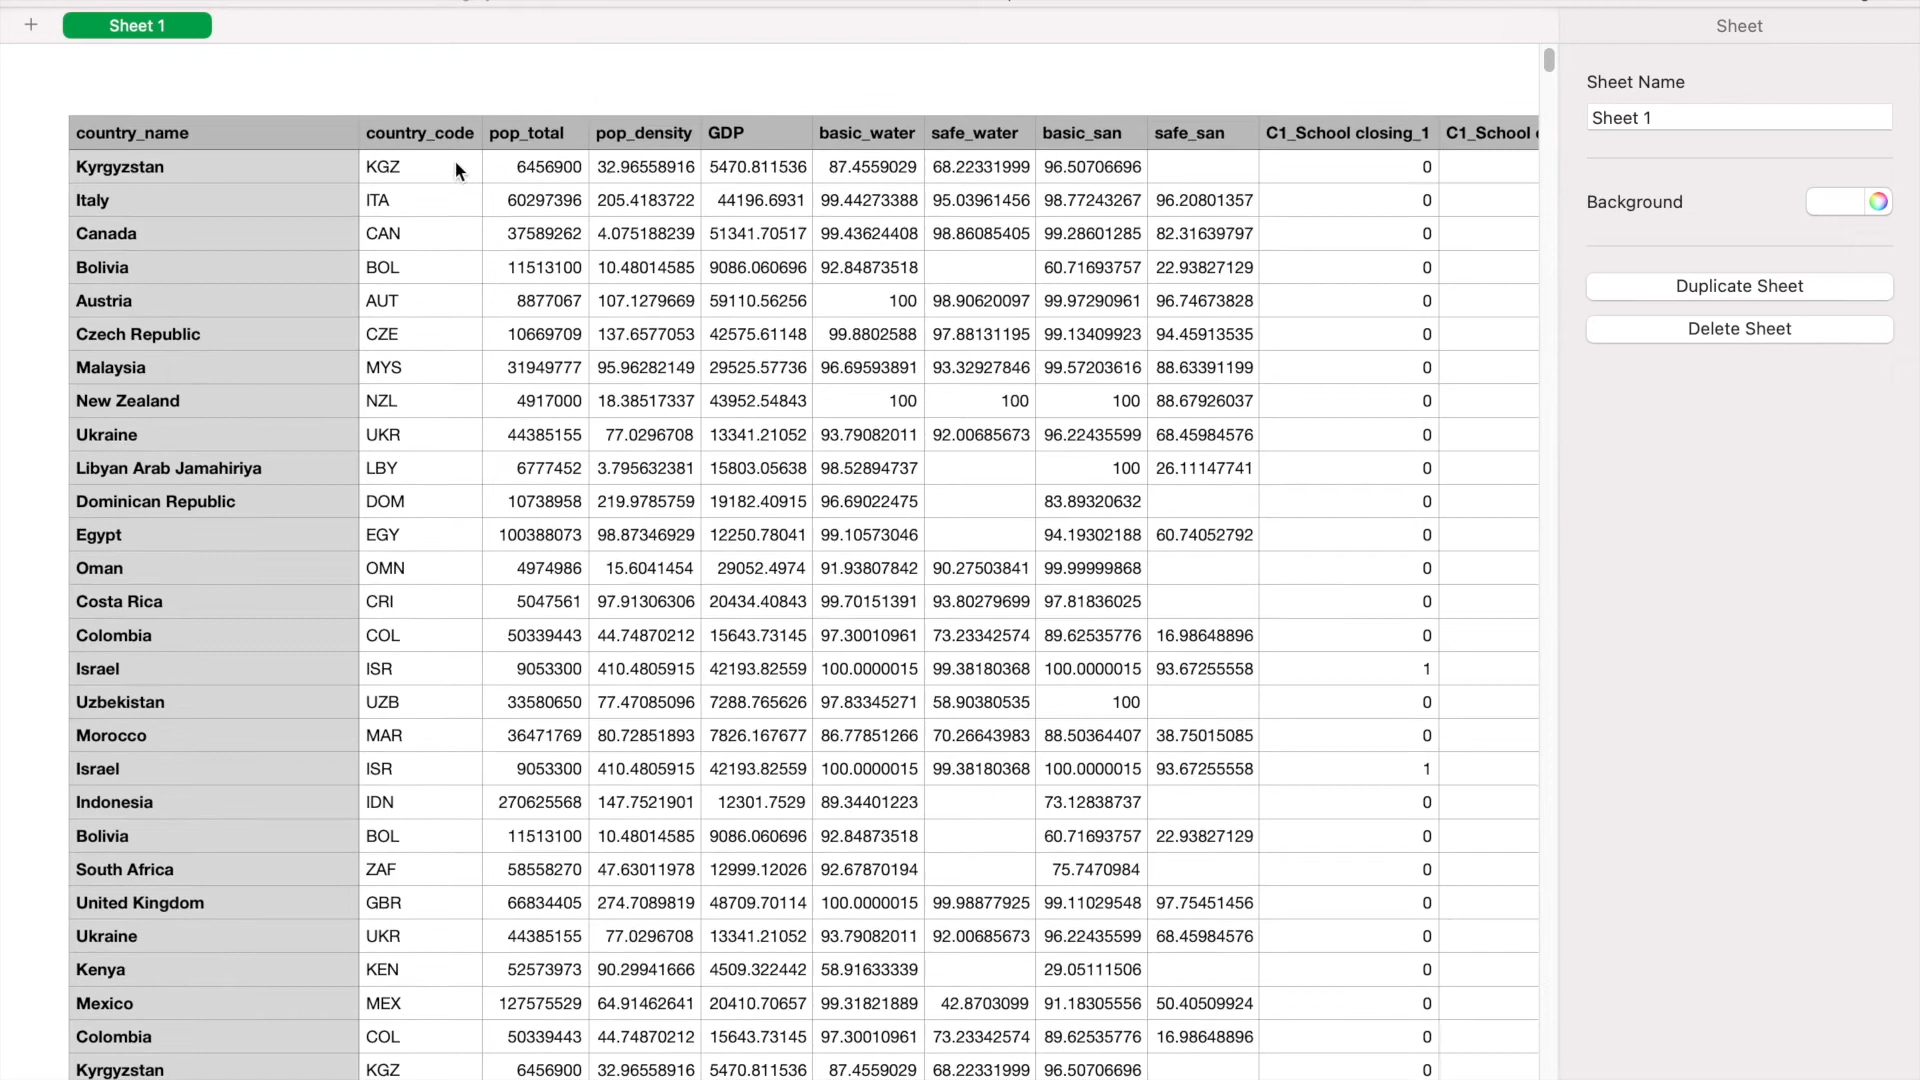 + Sheet 1 Sheet
Sheet Name
Sheet 1
Background
Duplicate Sheet
Delete Sheet
country_name country_code pop_total pop_density GDP basic_water safe_water basic_san safe_san C1_School closing_1 C1_School
Kyrgyzstan KGZ 6456900 32.96558916 5470.811536 87.4559029 68.22331999 96.50706696 0
Italy ITA 60297396 205.4183722 44196.6931 99.44273388 95.03961456 98.77243267 96.20801357 0
Canada CAN 37589262 4.075188239 51341.70517 99.43624408 98.86085405 99.28601285 82.31639797 0
Bolivia BOL 11513100 10.48014585 9086.060696 92.84873518 60.71693757 22.93827129 0
Austria AUT 8877067 107.1279669 59110.56256 100 98.90620097 99.97290961 96.74673828 0
Czech Republic CZE 10669709 137.6577053 42575.61148 99.8802588 97.88131195 99.13409923 94.45913535 0
Malaysia MYS 31949777 95.96282149 29525.57736 96.69593891 93.32927846 99.57203616 88.63391199 0
New Zealand NZL 4917000 18.38517337 43952.54843 100 100 100 88.67926037 0
Ukraine UKR 44385155 77.0296708 13341.21052 93.79082011 92.00685673 96.22435599 68.45984576 0
Libyan Arab Jamahiriya LBY 6777452 3.795632381 15803.05638 98.52894737 100 26.11147741 0
Dominican Republic DOM 10738958 219.9785759 19182.40915 96.69022475 83.89320632 0
Egypt EGY 100388073 98.87346929 12250.78041 99.10573046 94.19302188 60.74052792 0
Oman OMN 4974986 15.6041454 29052.4974 91.93807842 90.27503841 99.99999868 0
Costa Rica CRI 5047561 97.91306306 20434.40843 99.70151391 93.80279699 97.81836025 0
Colombia COL 50339443 44.74870212 15643.73145 97.30010961 73.23342574 89.62535776 16.98648896 0
Israel ISR 9053300 410.4805915 42193.82559 100.0000015 99.38180368 100.0000015 93.67255558 1
Uzbekistan UZB 33580650 77.47085096 7288.765626 97.83345271 58.90380535 100 0
Morocco MAR 36471769 80.72851893 7826.167677 86.77851266 70.26643983 88.50364407 38.75015085 0
Israel ISR 9053300 410.4805915 42193.82559 100.0000015 99.38180368 100.0000015 93.67255558 1
Indonesia IDN 270625568 147.7521901 12301.7529 89.34401223 73.12838737 0
Bolivia BOL 11513100 10.48014585 9086.060696 92.84873518 60.71693757 22.93827129 0
South Africa ZAF 58558270 47.63011978 12999.12026 92.67870194 75.7470984 0
United Kingdom GBR 66834405 274.7089819 48709.70114 100.0000015 99.98877925 99.11029548 97.75451456 0
Ukraine UKR 44385155 77.0296708 13341.21052 93.79082011 92.00685673 96.22435599 68.45984576 0
Kenya KEN 52573973 90.29941666 4509.322442 58.91633339 29.05111506 0
Mexico MEX 127575529 64.91462641 20410.70657 99.31821889 42.8703099 91.18305556 50.40509924 0
Colombia COL 50339443 44.74870212 15643.73145 97.30010961 73.23342574 89.62535776 16.98648896 0
Kyrgyzstan KGZ 6456900 32.96558916 5470.811536 87.4559029 68.22331999 96.50706696 0